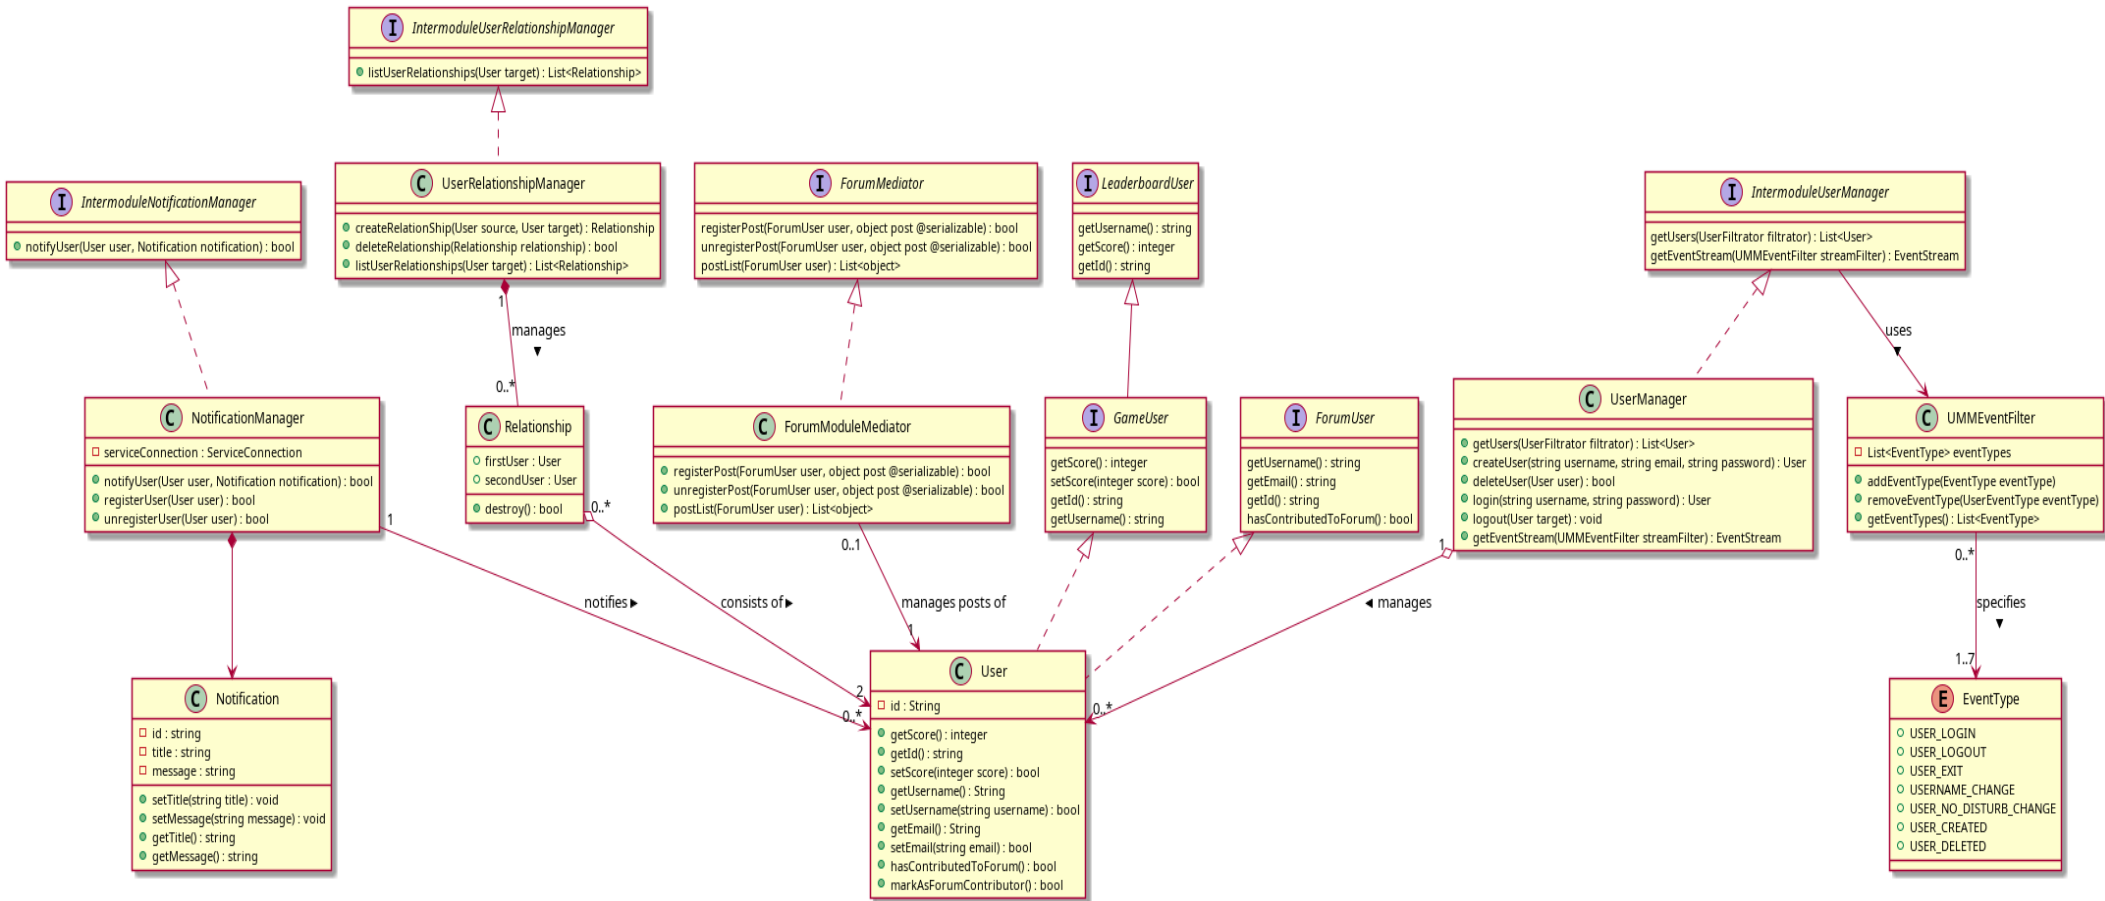 IntermoduleUserRelationshipManager
listUserRelationships(User target) : List<Relationship>
IntermoduleNotificationManager
notifyUser(User user, Notification notification) : bool
UserRelationshipManager
createRelationShip(User source, User target) : Relationship
deleteRelationship(Relationship relationship) : bool
listUserRelationships(User target) : List<Relationship>
ForumMediator
registerPost(ForumUser user, object post @serializable) : bool
unregisterPost(ForumUser user, object post @serializable) : bool
postList(ForumUser user) : List<object>
LeaderboardUser
getUsername() : string
getScore() : integer
getId() : string
IntermoduleUserManager
getUsers(UserFiltrator filtrator) : List<User>
getEventStream(UMMEventFilter streamFilter) : EventStream
1
manages
0..*
uses
NotificationManager
serviceConnection : ServiceConnection
notifyUser(User user, Notification notification) : bool
registerUser(User user) : bool
unregisterUser(User user) : bool
Relationship
firstUser : User
secondUser : User
destroy() : bool
ForumModuleMediator
registerPost(ForumUser user, object post @serializable) : bool
unregisterPost(ForumUser user, object post @serializable) : bool
postList(ForumUser user) : List<object>
GameUser
getScore() : integer
setScore(integer score) : bool
getId() : string
getUsername() : string
ForumUser
getUsername() : string
getEmail() : string
getId() : string
hasContributedToForum() : bool
UserManager
getUsers(UserFiltrator filtrator) : List<User>
createUser(string username, string email, string password) : User
deleteUser(User user) : bool
login(string username, string password) : User
logout(User target) : void
getEventStream(UMMEventFilter streamFilter) : EventStream
UMMEventFilter
List<EventType> eventTypes
addEventType(EventType eventType)
removeEventType(UserEventType eventType)
getEventTypes() : List<EventType>
1
0..*
0..1
1
0..*
notifies
consists of
manages posts of
manages
specifies
1
2
0..*
0..*
1..7
Notification
id : string
title : string
message : string
setTitle(string title) : void
setMessage(string message) : void
getTitle() : string
getMessage() : string
User
id : String
getScore() : integer
getId() : string
setScore(integer score) : bool
getUsername() : String
setUsername(string username) : bool
getEmail() : String
setEmail(string email) : bool
hasContributedToForum() : bool
markAsForumContributor() : bool
EventType
USER_LOGIN
USER_LOGOUT
USER_EXIT
USERNAME_CHANGE
USER_NO_DISTURB_CHANGE
USER_CREATED
USER_DELETED